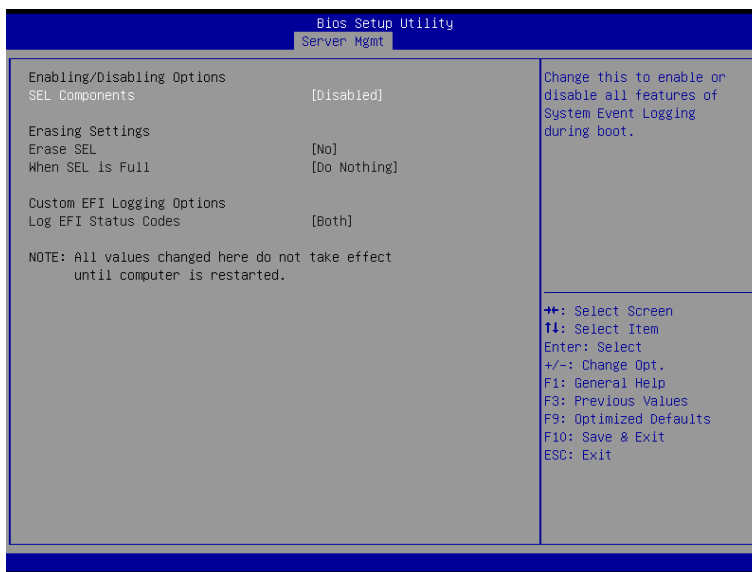 Bios Setup Utility
Server Mgmt
Enabling/Disabling Options
SEL Components [Disabled]
Erasing Settings
Erase SEL [No]
When SEL is Full [Do Nothing]
Custom EFI Logging Options
Log EFI Status Codes [Both]
NOTE: All values changed here do not take effect
until computer is restarted.
Change this to enable or
disable all features of
System Event Logging
during boot.
→←: Select Screen
↑↓: Select Item
Enter: Select
+/-: Change Opt.
F1: General Help
F3: Previous Values
F9: Optimized Defaults
F10: Save & Exit
ESC: Exit